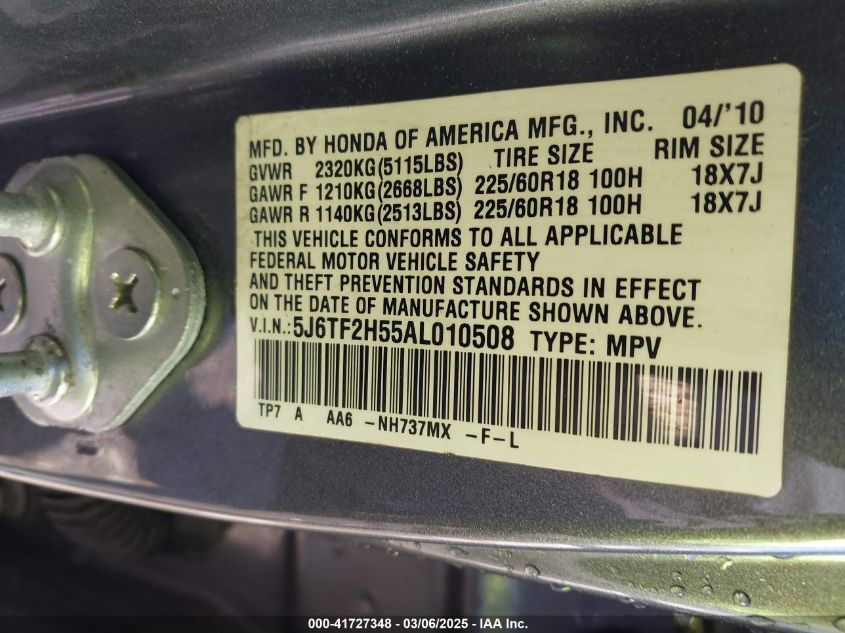 MFD. BY HONDA OF AMERICA MFG., INC. 04/'10
GVWR 2320KG(5115LBS) TIRE SIZE RIM SIZE
GAWR F 1210KG(2668LBS) 225/60R18 100H 18X7J
GAWR R 1140KG(2513LBS) 225/60R18 100H 18X7J
THIS VEHICLE CONFORMS TO ALL APPLICABLE
FEDERAL MOTOR VEHICLE SAFETY
AND THEFT PREVENTION STANDARDS IN EFFECT
ON THE DATE OF MANUFACTURE SHOWN ABOVE.
V.I.N.:5J6TF2H55AL010508 TYPE: MPV
TP7 A AA6 -NH737MX -F-L
000-41727348 - 03/06/2025 - IAA Inc.